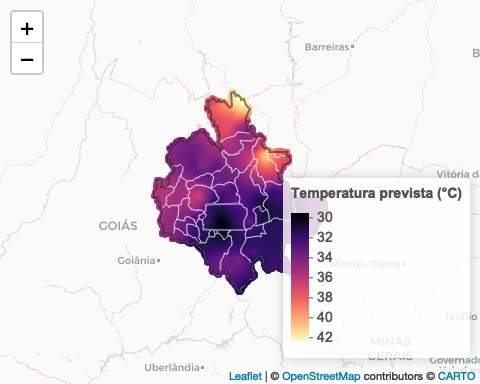 +
−
Barreiras
B
Vitória da
GOIÁS
Goiânia
Temperatura prevista (°C)
30
32
34
36
38
40
42
Montes Claros
Teófilo
MINAS
GERAIS
Governado
Uberlândia
Leaflet | © OpenStreetMap contributors © CARTO